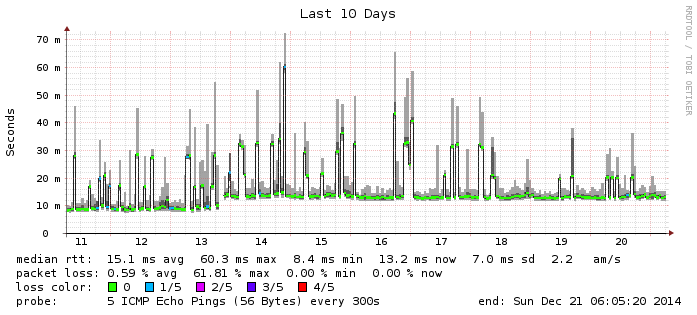 Last 10 Days
RRDTOOL / TOBI OETIKER
Seconds
70 m
60 m
50 m
40 m
30 m
20 m
10 m
0
11 12 13 14 15 16 17 18 19 20
median rtt: 15.1 ms avg 60.3 ms max 8.4 ms min 13.2 ms now 7.0 ms sd 2.2 am/s
packet loss: 0.59 % avg 61.81 % max 0.00 % min 0.00 % now
loss color: 0 1/5 2/5 3/5 4/5
probe: 5 ICMP Echo Pings (56 Bytes) every 300s end: Sun Dec 21 06:05:20 2014